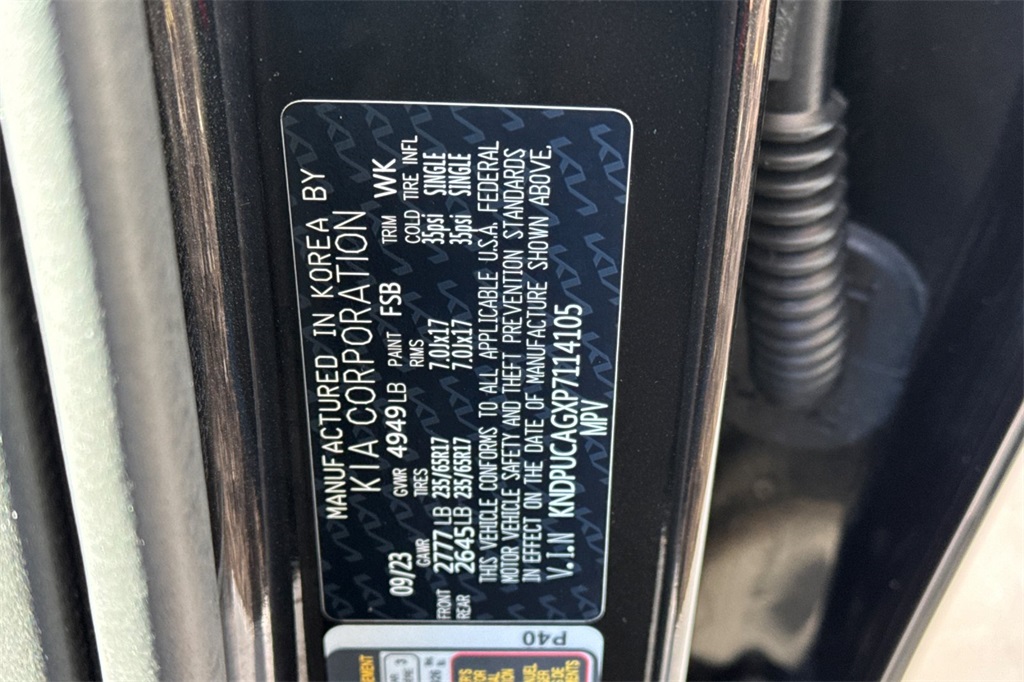 MANUFACTURED IN KOREA BY
KIA CORPORATION
09/23 GVWR 4949LB PAINT FSB TRIM WK
GAWR TIRES RIMS COLD TIRE INFL
FRONT 2777LB 235/65R17 7.0Jx17 35psi SINGLE
REAR 2645LB 235/65R17 7.0Jx17 35psi SINGLE
THIS VEHICLE CONFORMS TO ALL APPLICABLE U.S.A. FEDERAL
MOTOR VEHICLE SAFETY AND THEFT PREVENTION STANDARDS
IN EFFECT ON THE DATE OF MANUFACTURE SHOWN ABOVE.
V.I.N KNDPUCAGXP7114105
MPV
P40